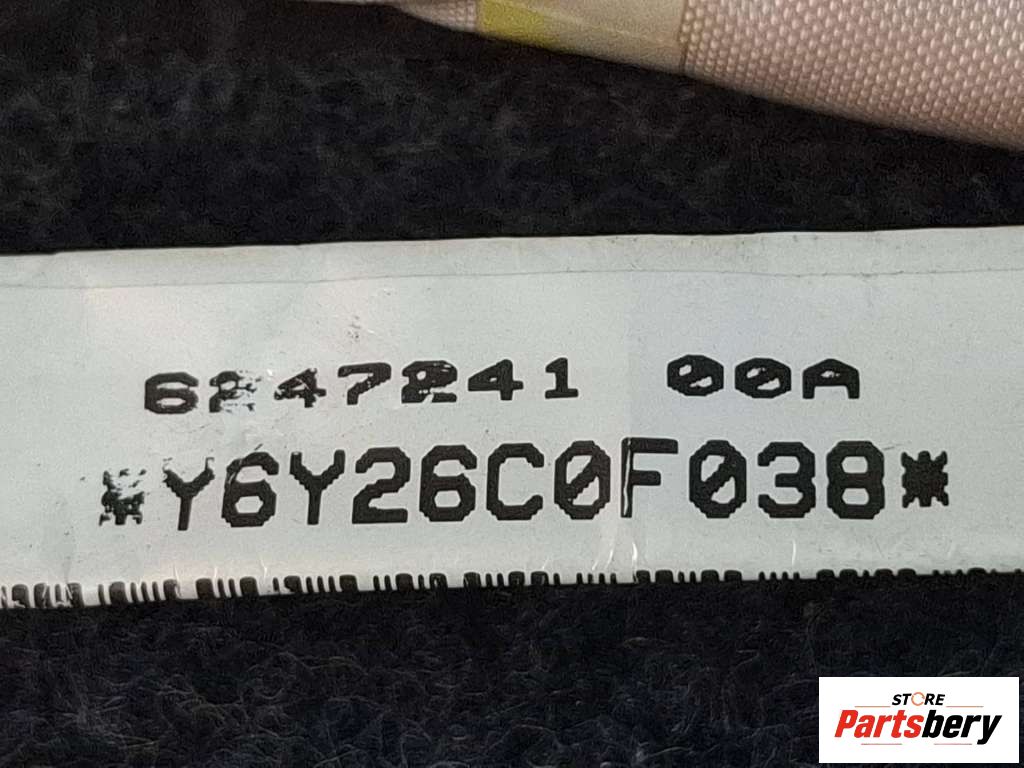 6247241 00A
*Y6Y26C0F038*
STORE
Partsbery